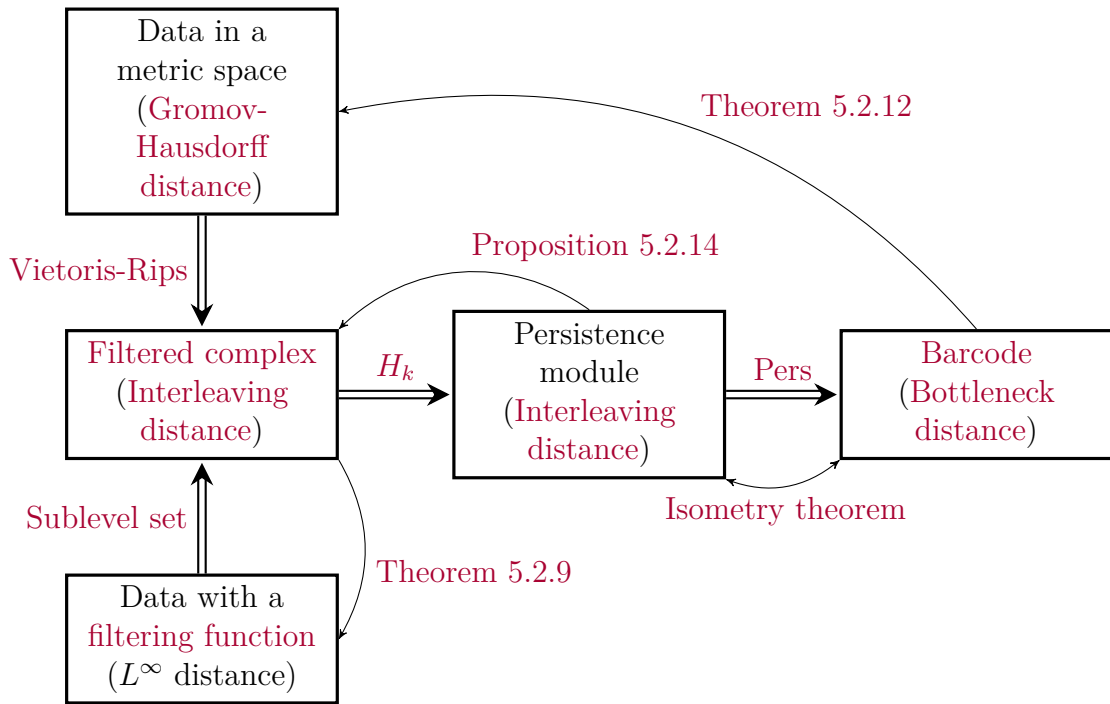 Data in a
metric space
(Gromov-
Hausdorff
distance)
Theorem 5.2.12
Vietoris-Rips
Proposition 5.2.14
Filtered complex
(Interleaving
distance)
H_k
Persistence
module
(Interleaving
distance)
Pers
Barcode
(Bottleneck
distance)
Isometry theorem
Sublevel set
Theorem 5.2.9
Data with a
filtering function
(L^∞ distance)